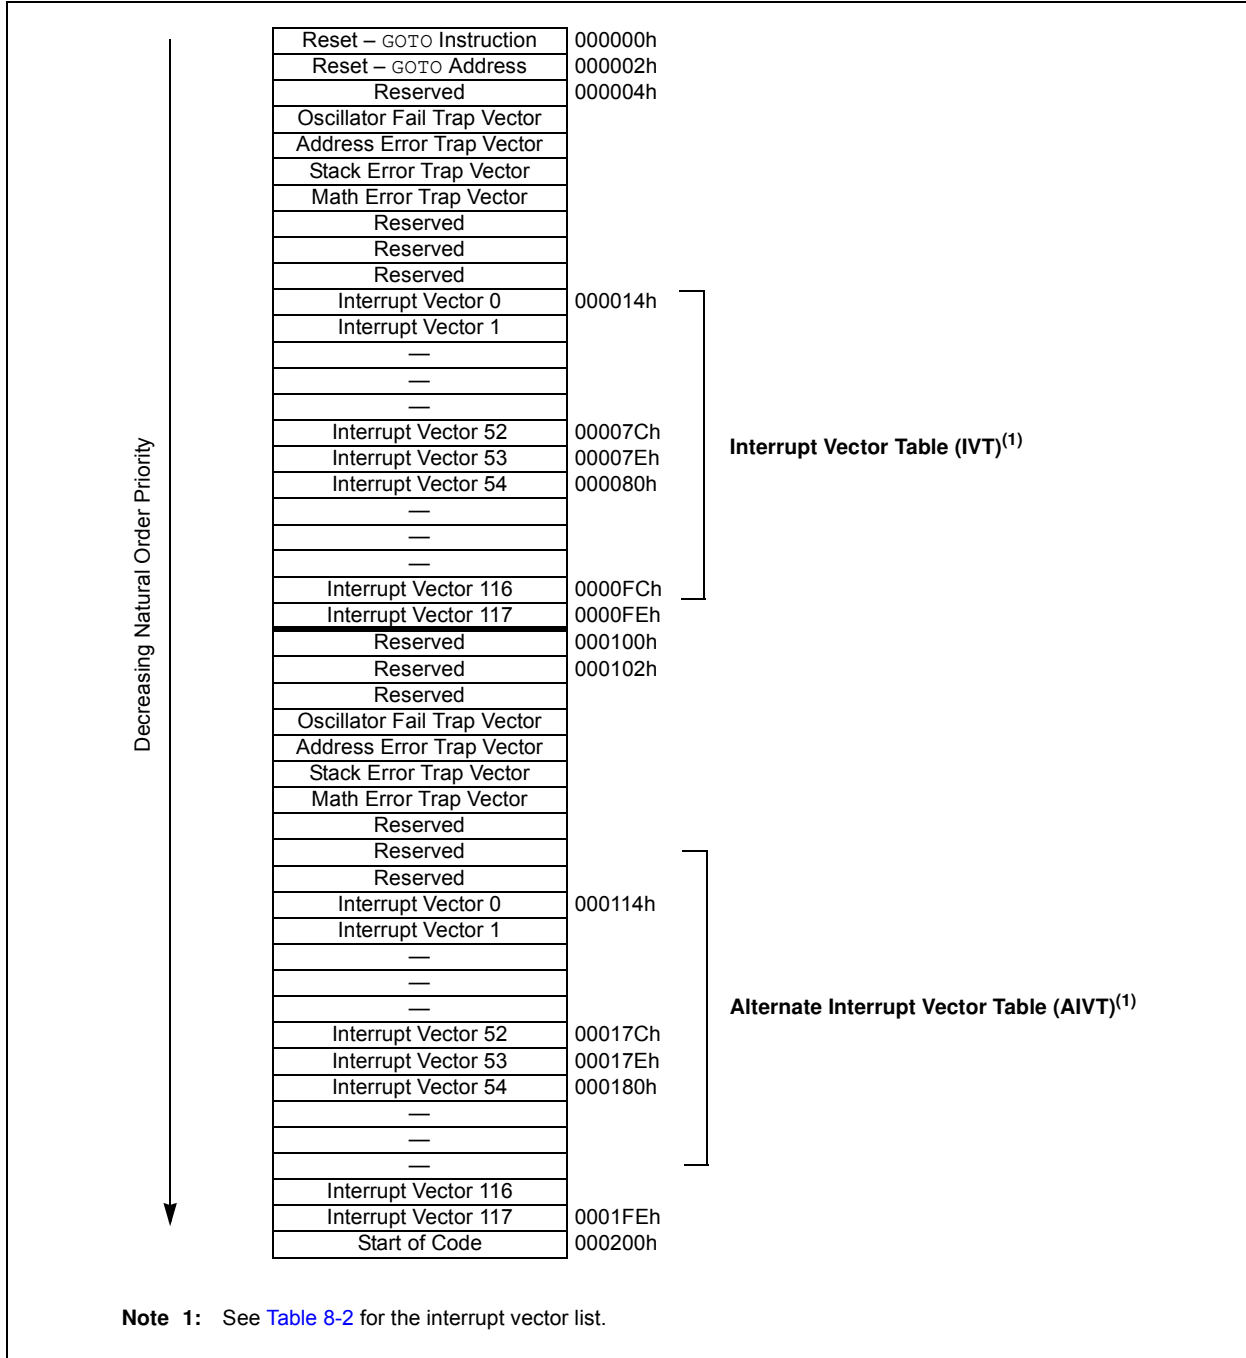 Reset – GOTO Instruction 000000h
Reset – GOTO Address 000002h
Reserved 000004h
Oscillator Fail Trap Vector
Address Error Trap Vector
Stack Error Trap Vector
Math Error Trap Vector
Reserved
Reserved
Reserved
Interrupt Vector 0 000014h
Interrupt Vector 1
—
—
—
Interrupt Vector 52 00007Ch
Interrupt Vector 53 00007Eh
Interrupt Vector 54 000080h
—
—
—
Interrupt Vector 116 0000FCh
Interrupt Vector 117 0000FEh
Reserved 000100h
Reserved 000102h
Reserved
Oscillator Fail Trap Vector
Address Error Trap Vector
Stack Error Trap Vector
Math Error Trap Vector
Reserved
Reserved
Reserved
Interrupt Vector 0 000114h
Interrupt Vector 1
—
—
—
Interrupt Vector 52 00017Ch
Interrupt Vector 53 00017Eh
Interrupt Vector 54 000180h
—
—
—
Interrupt Vector 116
Interrupt Vector 117 0001FEh
Start of Code 000200h
Decreasing Natural Order Priority
Interrupt Vector Table (IVT)(1)
Alternate Interrupt Vector Table (AIVT)(1)
Note 1: See Table 8-2 for the interrupt vector list.